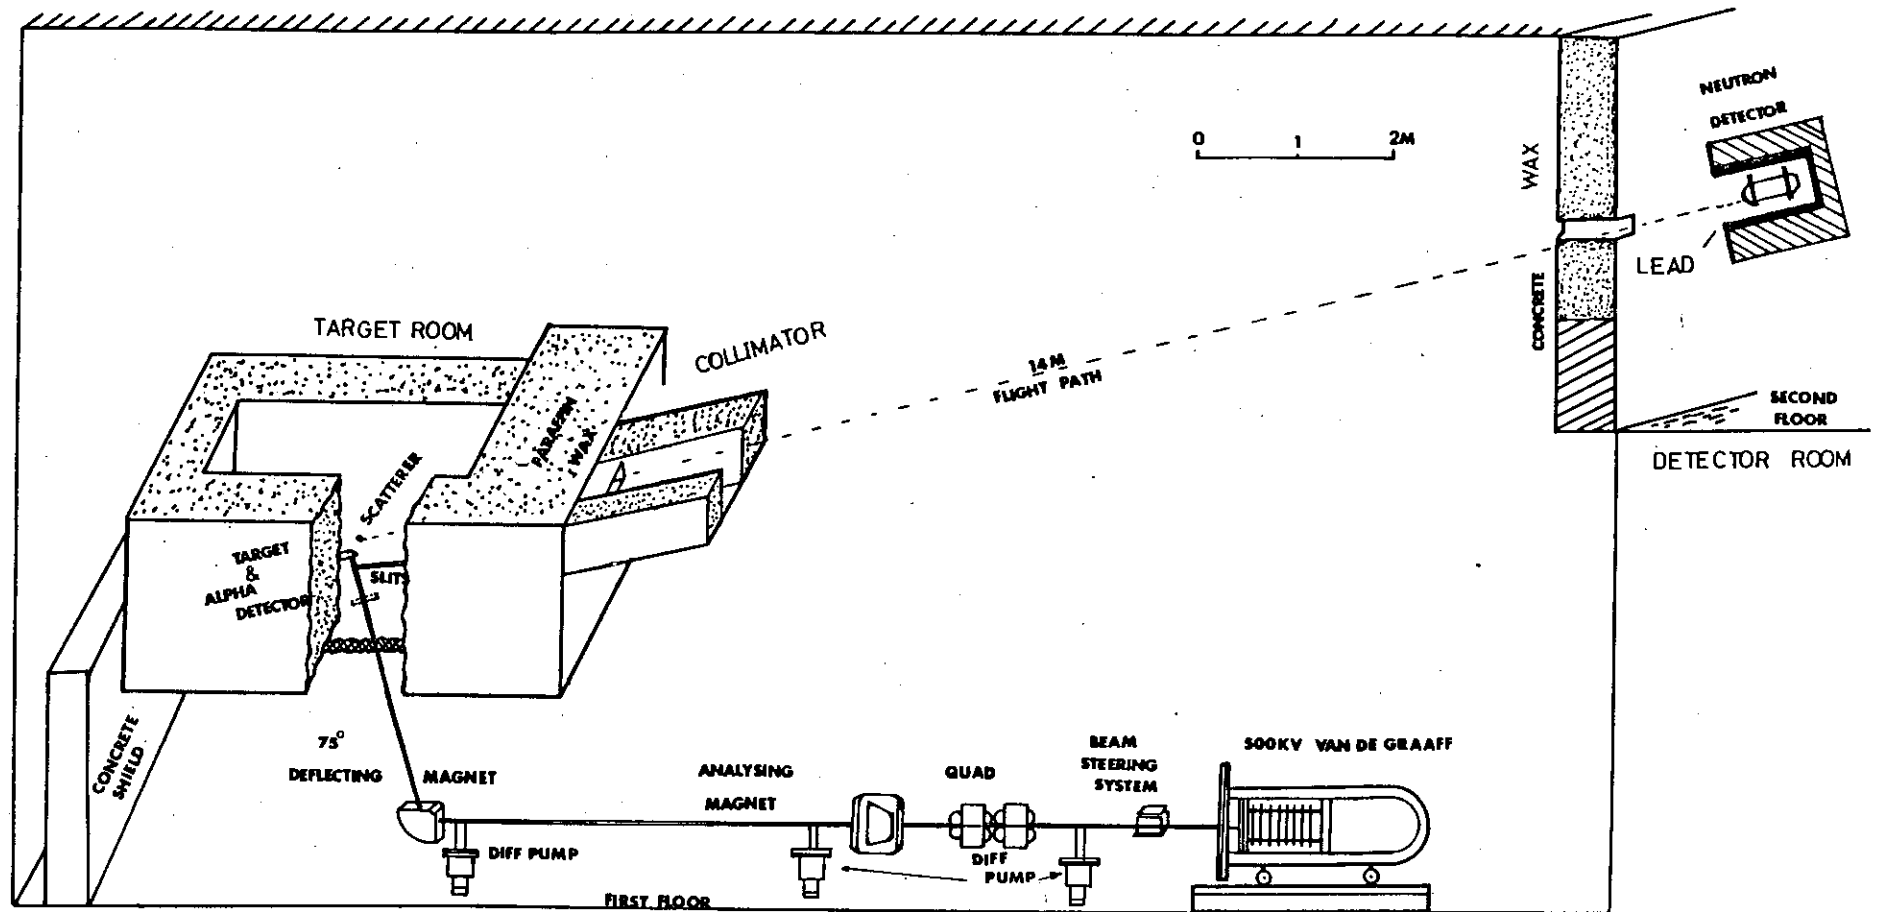 NEUTRON
DETECTOR
0 1 2M
WAX
LEAD
CONCRETE
TARGET ROOM
COLLIMATOR
14M
FLIGHT PATH
SECOND
FLOOR
DETECTOR ROOM
PARAFFIN
WAX
SCATTERER
TARGET
&
ALPHA
DETECTOR
SLITS
CONCRETE
SHIELD
75°
DEFLECTING MAGNET
ANALYSING
MAGNET
QUAD
BEAM
STEERING
SYSTEM
500KV VAN DE GRAAFF
DIFF PUMP
DIFF
PUMP
FIRST FLOOR